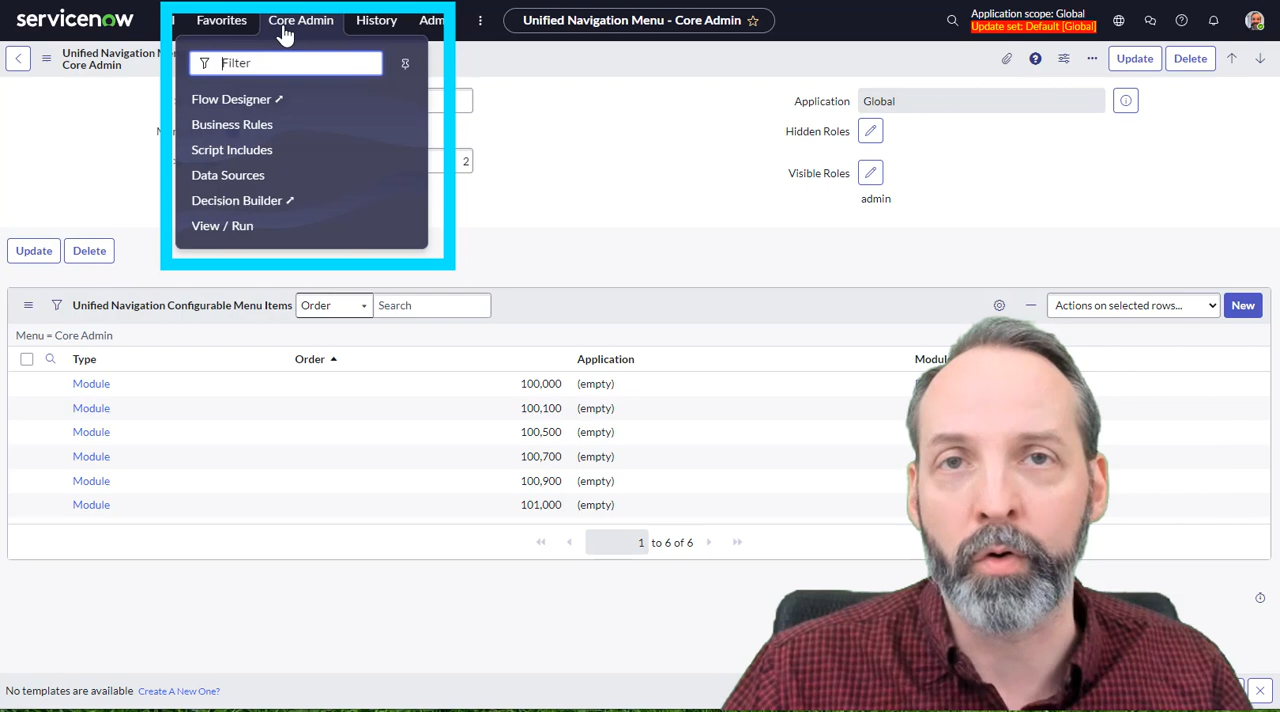 servicenow
Favorites
Core Admin
History
Adm
Unified Navigation Menu - Core Admin
Application scope: Global
Update set: Default [Global]
Unified Navigation Me
Core Admin
Update
Delete
Filter
Flow Designer
Business Rules
Script Includes
Data Sources
Decision Builder
View / Run
2
Application
Global
Hidden Roles
Visible Roles
admin
Update
Delete
Unified Navigation Configurable Menu Items
Order
Search
Actions on selected rows...
New
Menu = Core Admin
Type
Order
Application
Modul
Module
100,000
(empty)
Module
100,100
(empty)
Module
100,500
(empty)
Module
100,700
(empty)
Module
100,900
(empty)
Module
101,000
(empty)
1
to 6 of 6
No templates are available
Create A New One?